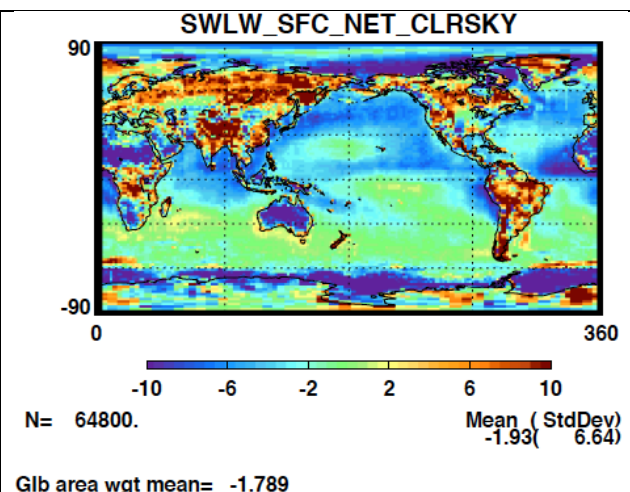 SWLW_SFC_NET_CLRSKY
90
-90
0
360
-10 -6 -2 2 6 10
N= 64800.
Mean ( StdDev)
-1.93( 6.64)
Glb area wgt mean= -1.789